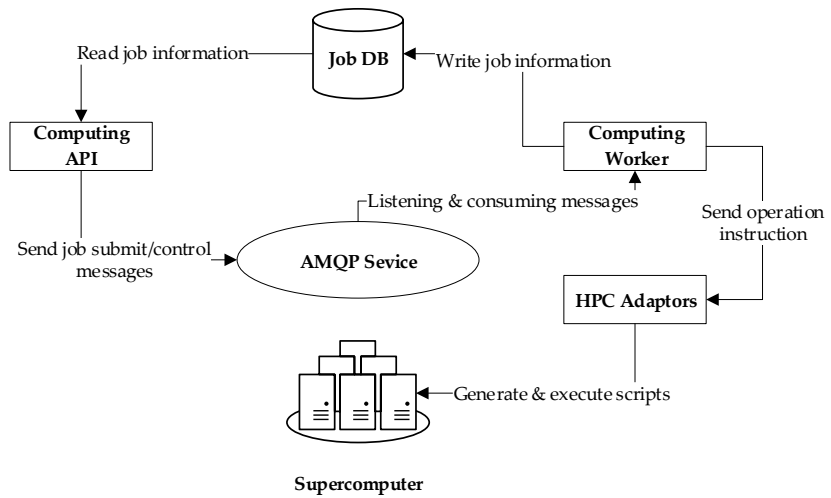 Read job information
Job DB
Write job information
Computing
API
Computing
Worker
Listening & consuming messages
Send operation
instruction
Send job submit/control
messages
AMQP Sevice
HPC Adaptors
Generate & execute scripts
Supercomputer